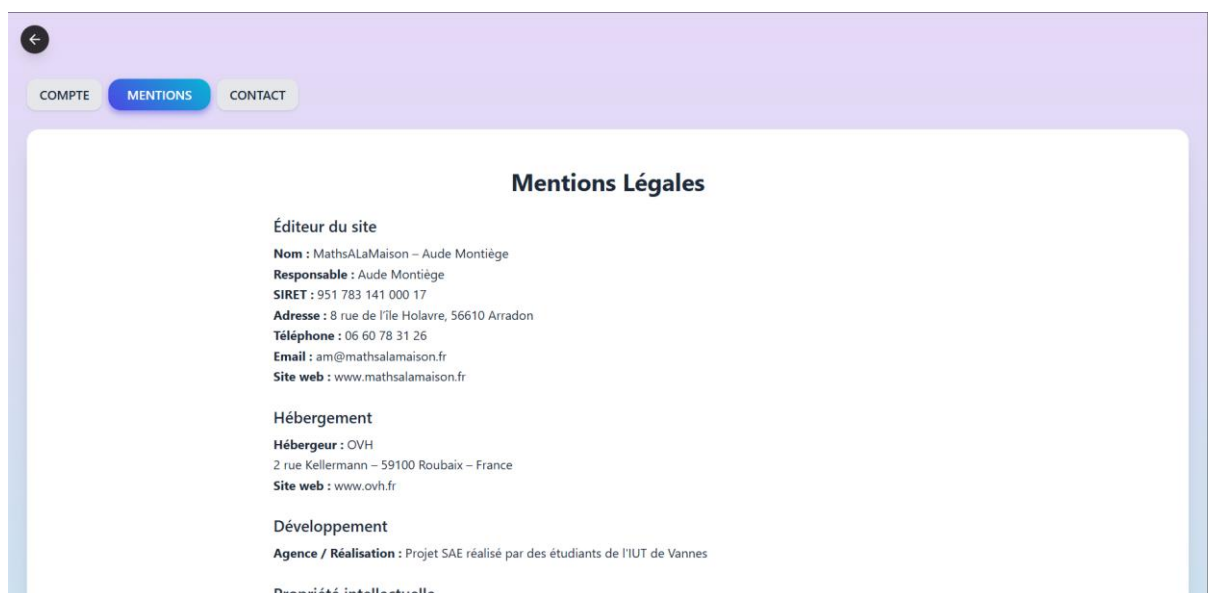 COMPTE MENTIONS CONTACT
Mentions Légales
Éditeur du site
Nom : MathsALaMaison – Aude Montiège
Responsable : Aude Montiège
SIRET : 951 783 141 000 17
Adresse : 8 rue de l'île Holavre, 56610 Arradon
Téléphone : 06 60 78 31 26
Email : am@mathsalamaison.fr
Site web : www.mathsalamaison.fr
Hébergement
Hébergeur : OVH
2 rue Kellermann – 59100 Roubaix – France
Site web : www.ovh.fr
Développement
Agence / Réalisation : Projet SAE réalisé par des étudiants de l'IUT de Vannes
Propriété intellectuelle